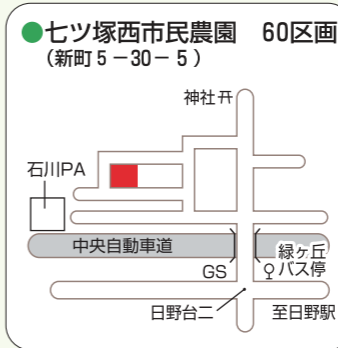 ●七ツ塚西市民農園　60区画
（新町５－30－５）
神社
石川PA
中央自動車道
緑ヶ丘
バス停
GS
日野台二
至日野駅